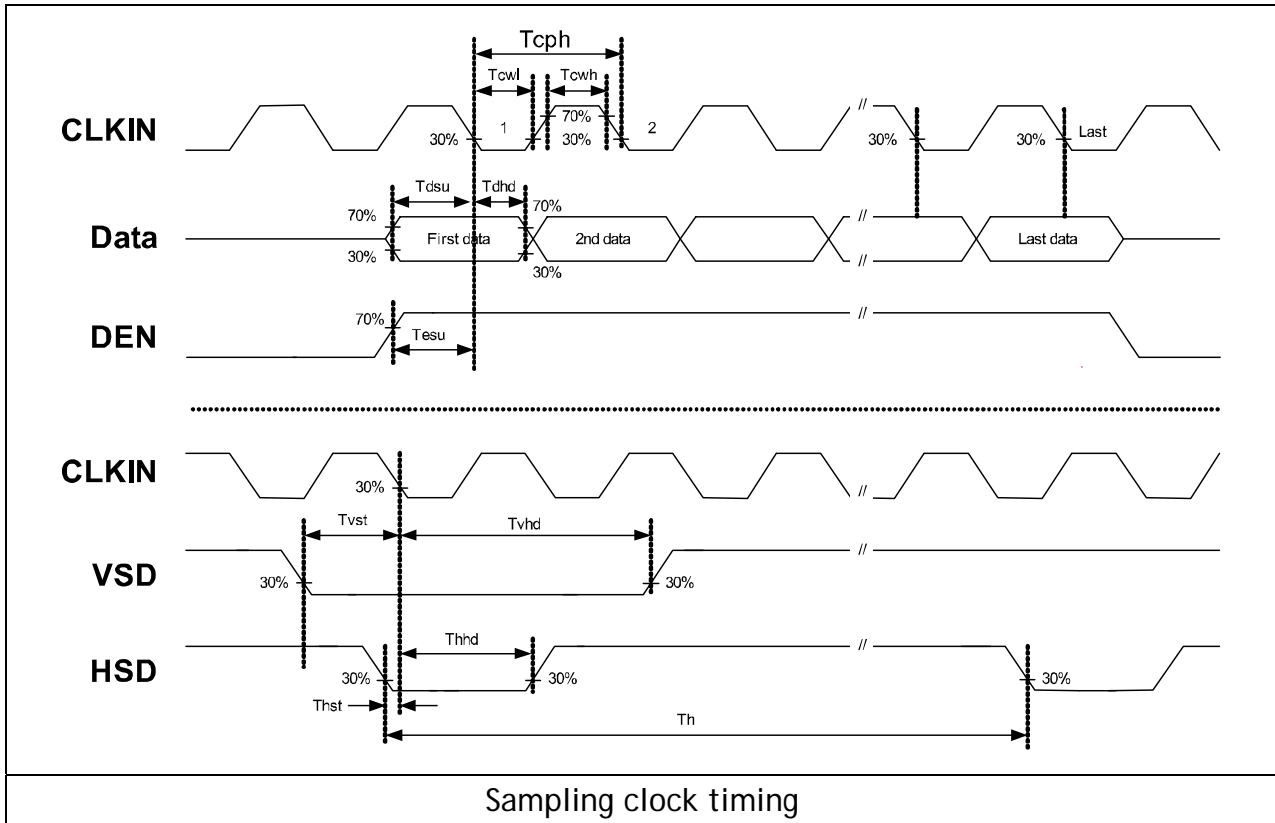 Tcph
Tcwl
Tcwh
CLKIN
30%
1
70%
30%
2
//
30%
30%
Last
Tdsu
Tdhd
Data
70%
30%
First data
70%
30%
2nd data
//
//
Last data
DEN
70%
Tesu
//
CLKIN
30%
//
Tvst
Tvhd
VSD
30%
30%
//
HSD
Thhd
30%
30%
//
30%
Thst
Th
Sampling clock timing